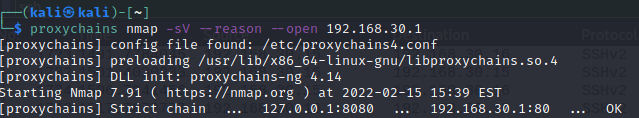 (kali㉿kali)-[~]
$ proxychains nmap -sV --reason --open 192.168.30.1
[proxychains] config file found: /etc/proxychains4.conf
[proxychains] preloading /usr/lib/x86_64-linux-gnu/libproxychains.so.4
[proxychains] DLL init: proxychains-ng 4.14
Starting Nmap 7.91 ( https://nmap.org ) at 2022-02-15 15:39 EST
[proxychains] Strict chain ... 127.0.0.1:8080 ... 192.168.30.1:80 ... OK